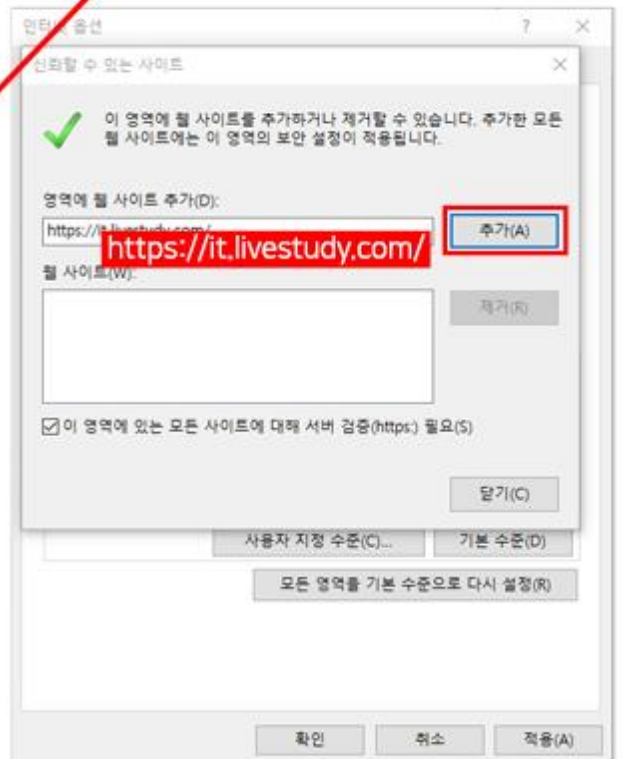 인터넷 옵션
신뢰할 수 있는 사이트
이 영역에 웹 사이트를 추가하거나 제거할 수 있습니다. 추가한 모든
웹 사이트에는 이 영역의 보안 설정이 적용됩니다.
영역에 웹 사이트 추가(D):
https://it.livestudy.com/
추가(A)
https://it.livestudy.com/
웹 사이트(W):
제거(R)
이 영역에 있는 모든 사이트에 대해 서버 검증(https:) 필요(S)
닫기(C)
사용자 지정 수준(C)... 기본 수준(D)
모든 영역을 기본 수준으로 다시 설정(R)
확인 취소 적용(A)